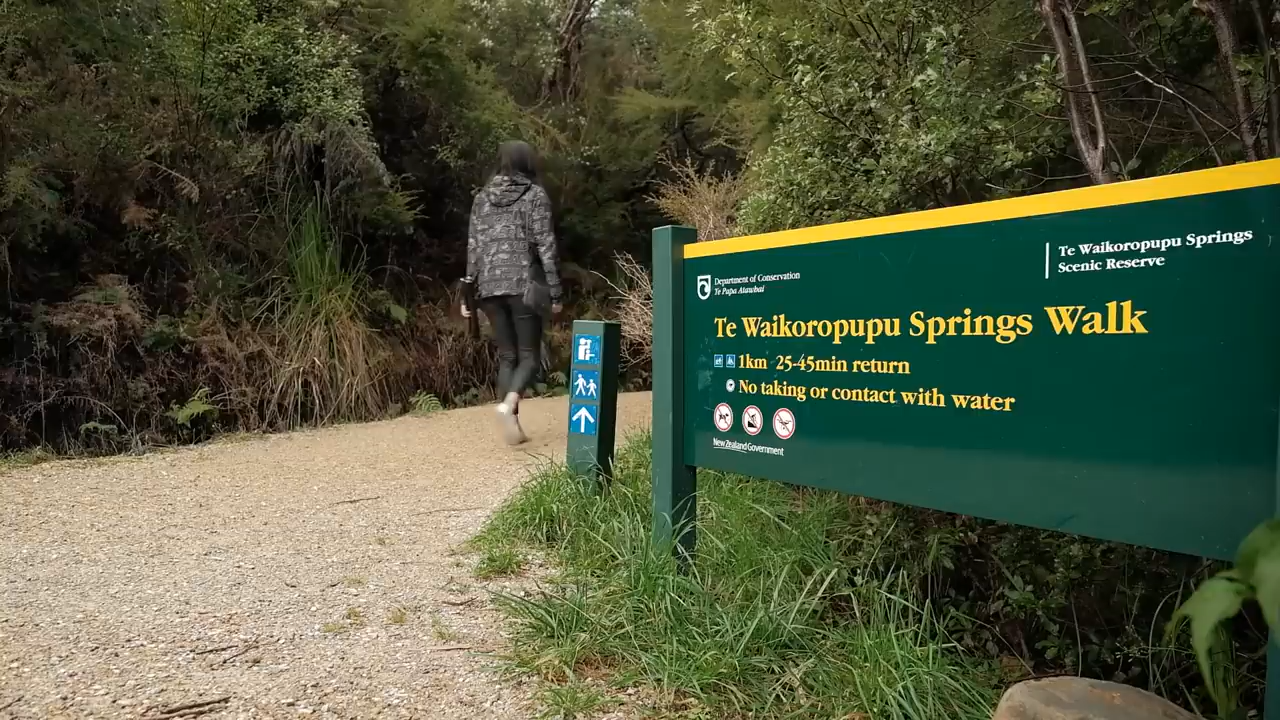 Department of Conservation
Te Papa Atawhai
Te Waikoropupu Springs
Scenic Reserve
Te Waikoropupu Springs Walk
1km 25-45min return
No taking or contact with water
New Zealand Government